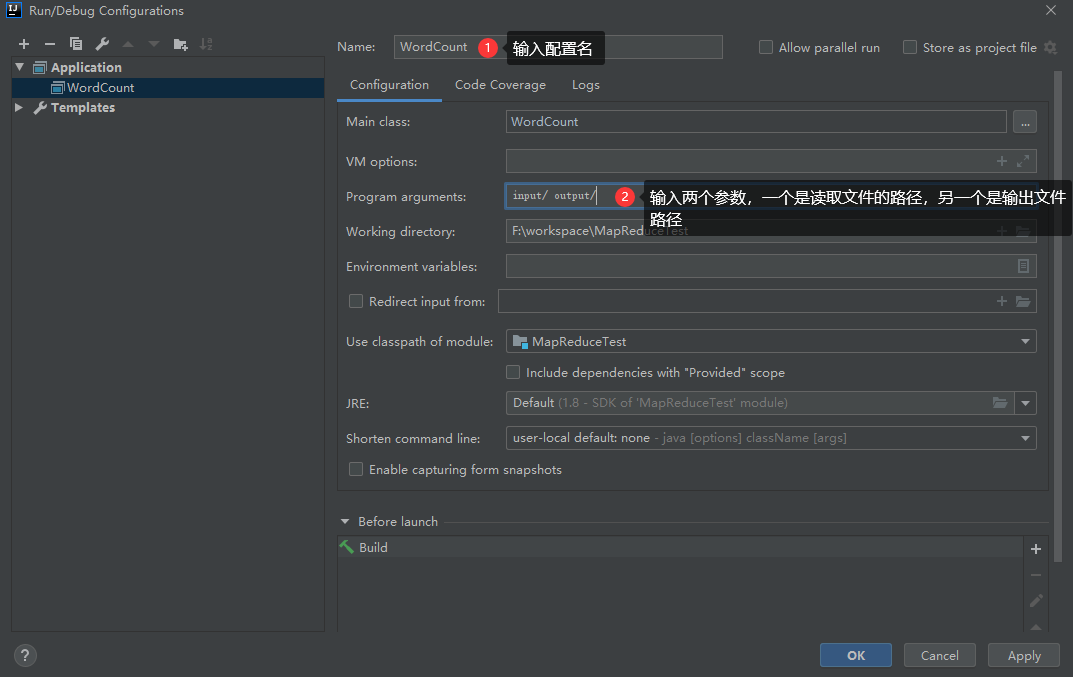 Run/Debug Configurations
Application
WordCount
Templates
Name: WordCount 1 输入配置名
Allow parallel run
Store as project file
Configuration Code Coverage Logs
Main class: WordCount ...
VM options:
Program arguments: input/ output/ 2 输入两个参数，一个是读取文件的路径，另一个是输出文件
路径
Working directory: F:\workspace\MapReduceTest
Environment variables:
Redirect input from:
Use classpath of module: MapReduceTest
Include dependencies with "Provided" scope
JRE: Default (1.8 - SDK of 'MapReduceTest' module)
Shorten command line: user-local default: none - java [options] className [args]
Enable capturing form snapshots
Before launch
Build
? OK Cancel Apply